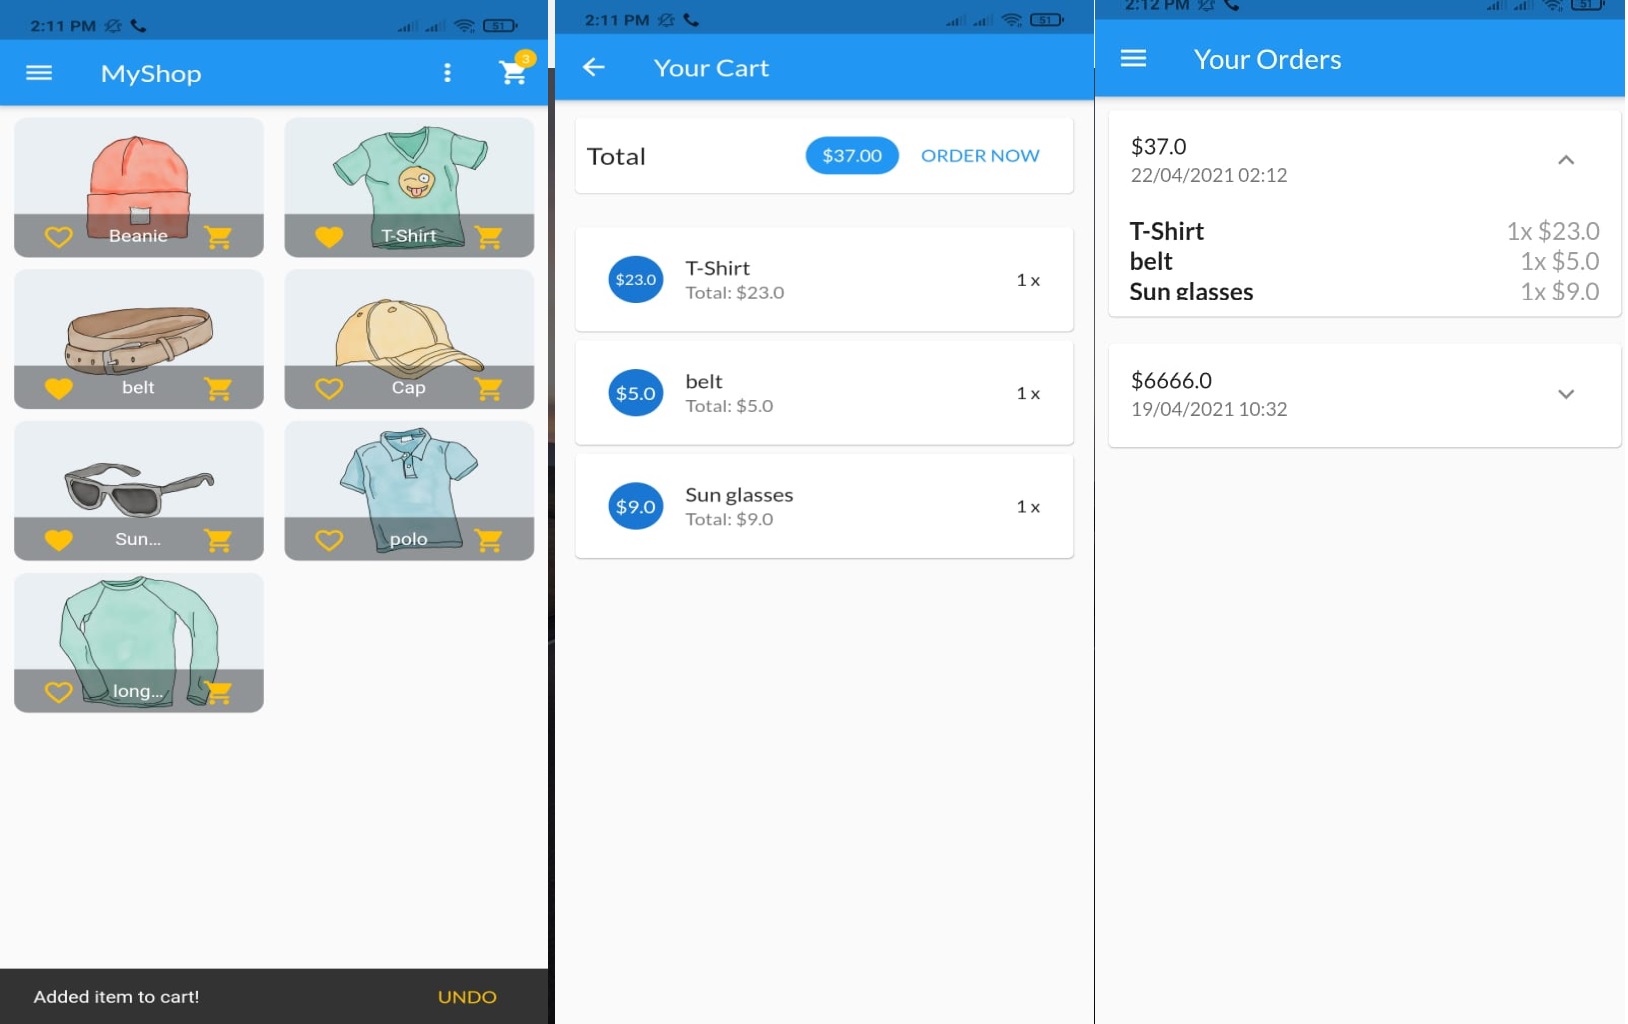 2:11 PM
51
MyShop
3
Beanie
T-Shirt
belt
Cap
Sun...
polo
long...
Added item to cart!
UNDO
2:11 PM
51
Your Cart
Total
$37.00
ORDER NOW
$23.0
T-Shirt
Total: $23.0
1 x
$5.0
belt
Total: $5.0
1 x
$9.0
Sun glasses
Total: $9.0
1 x
2:12 PM
51
Your Orders
$37.0
22/04/2021 02:12
T-Shirt 1x $23.0
belt 1x $5.0
Sun glasses 1x $9.0
$6666.0
19/04/2021 10:32